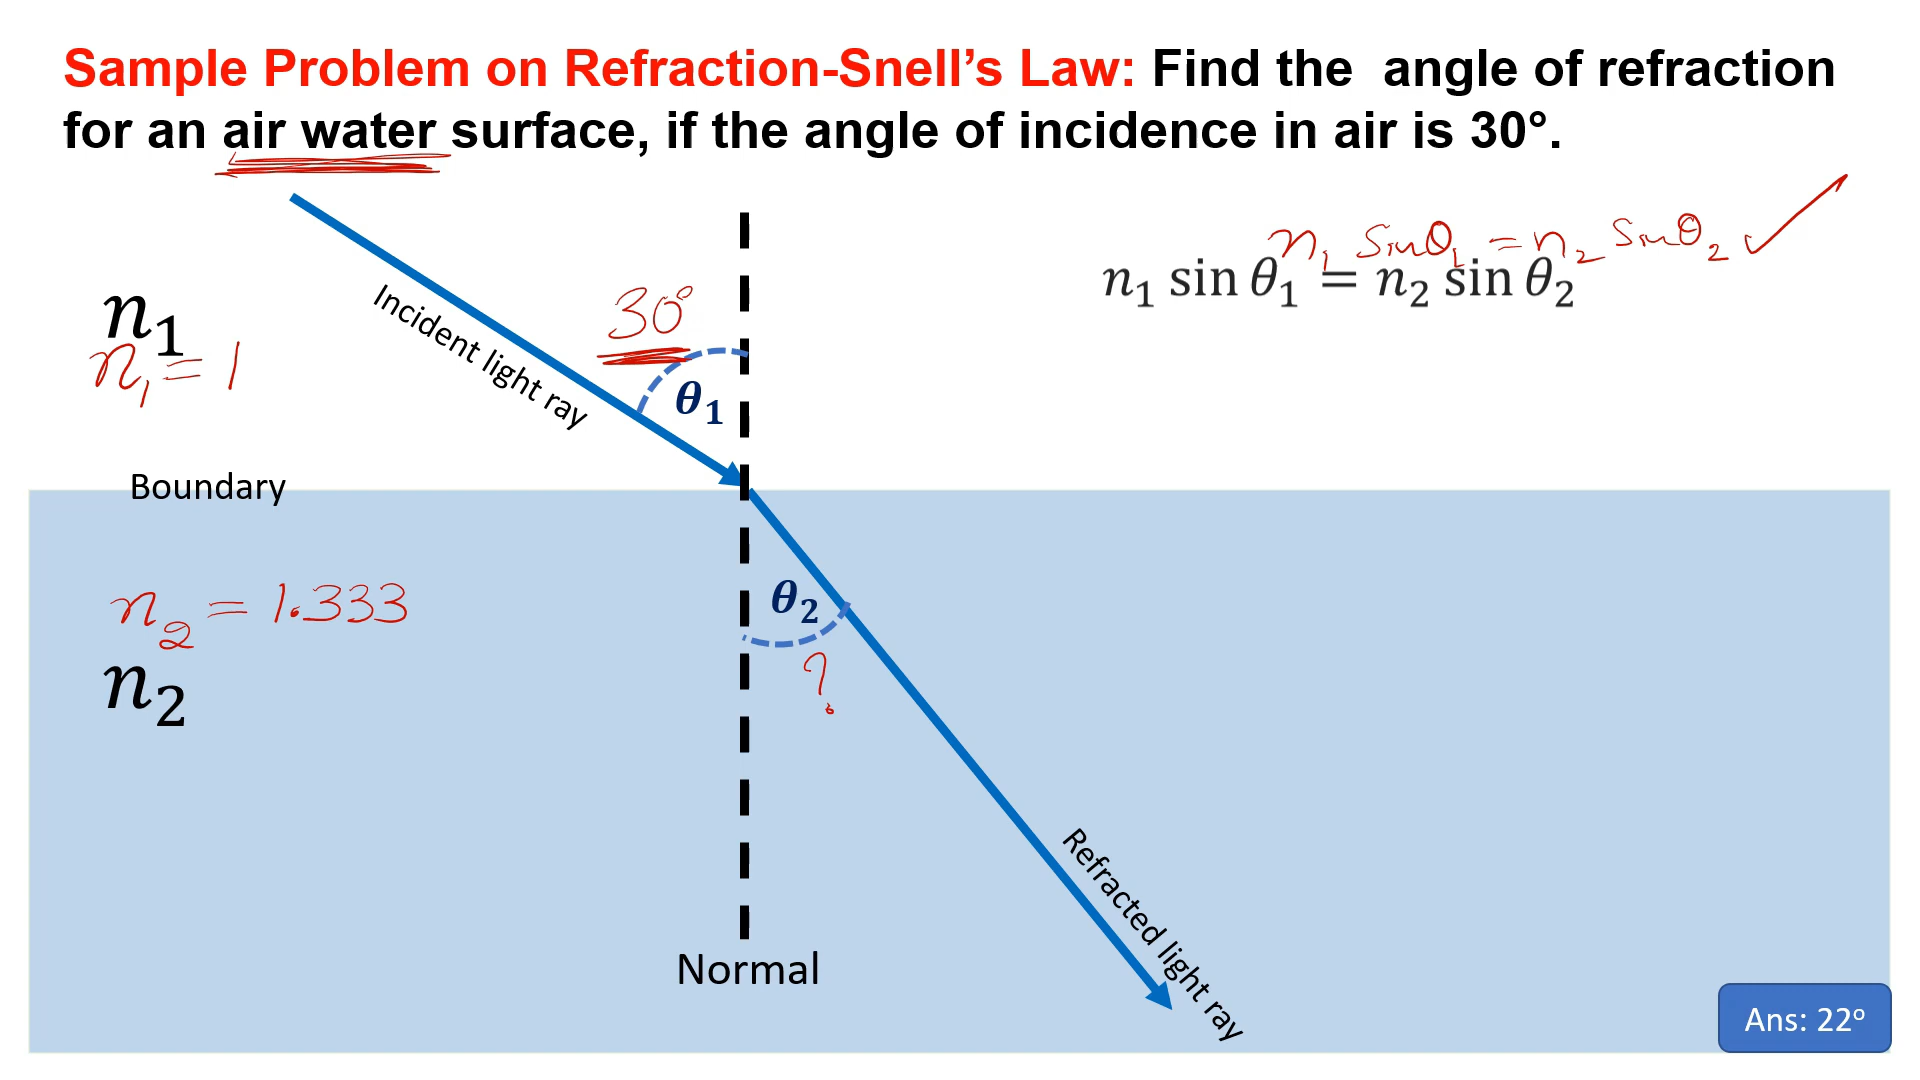 Sample Problem on Refraction-Snell’s Law: Find the angle of refraction
for an air water surface, if the angle of incidence in air is 30°.
n₁ sinθ₁ = n₂ sinθ₂
n₁ sin θ₁ = n₂ sin θ₂
n₁
n₁ = 1
Incident light ray
30°
θ₁
Boundary
n₂ = 1.333
n₂
θ₂
?
Refracted light ray
Normal
Ans: 22ᵒ